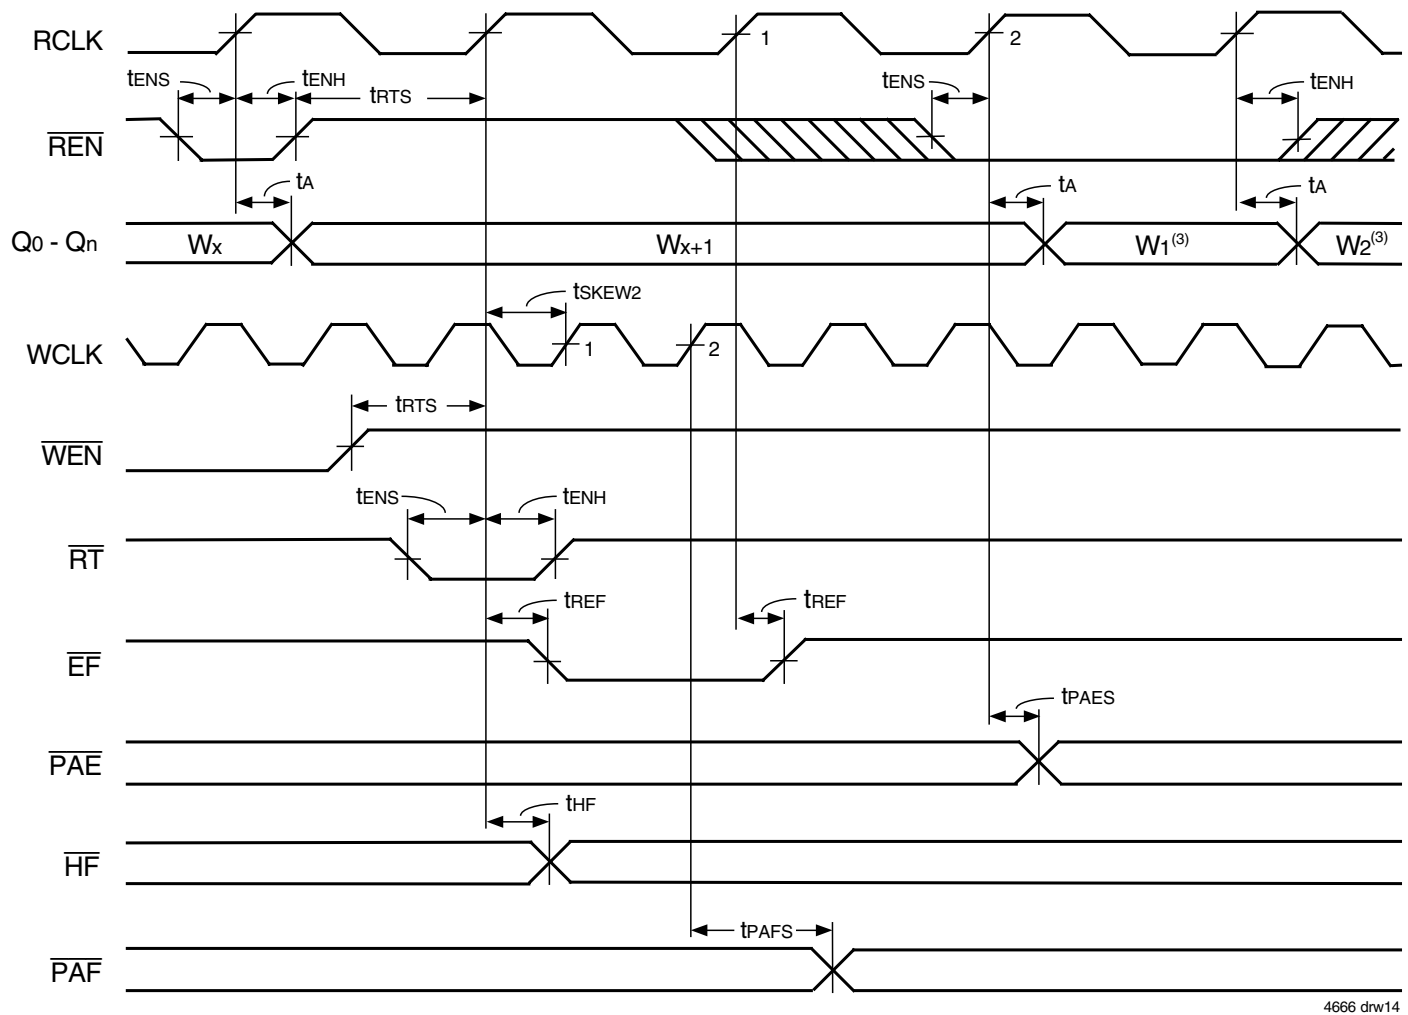 RCLK 1 2
tENS tENH tRTS tENS tENH
REN
tA tA tA
Q0 - Qn Wx Wx+1 W1(3) W2(3)
tSKEW2
WCLK 1 2
tRTS
WEN
tENS tENH
RT
tREF tREF
EF
tPAES
PAE
tHF
HF
tPAFS
PAF
4666 drw14